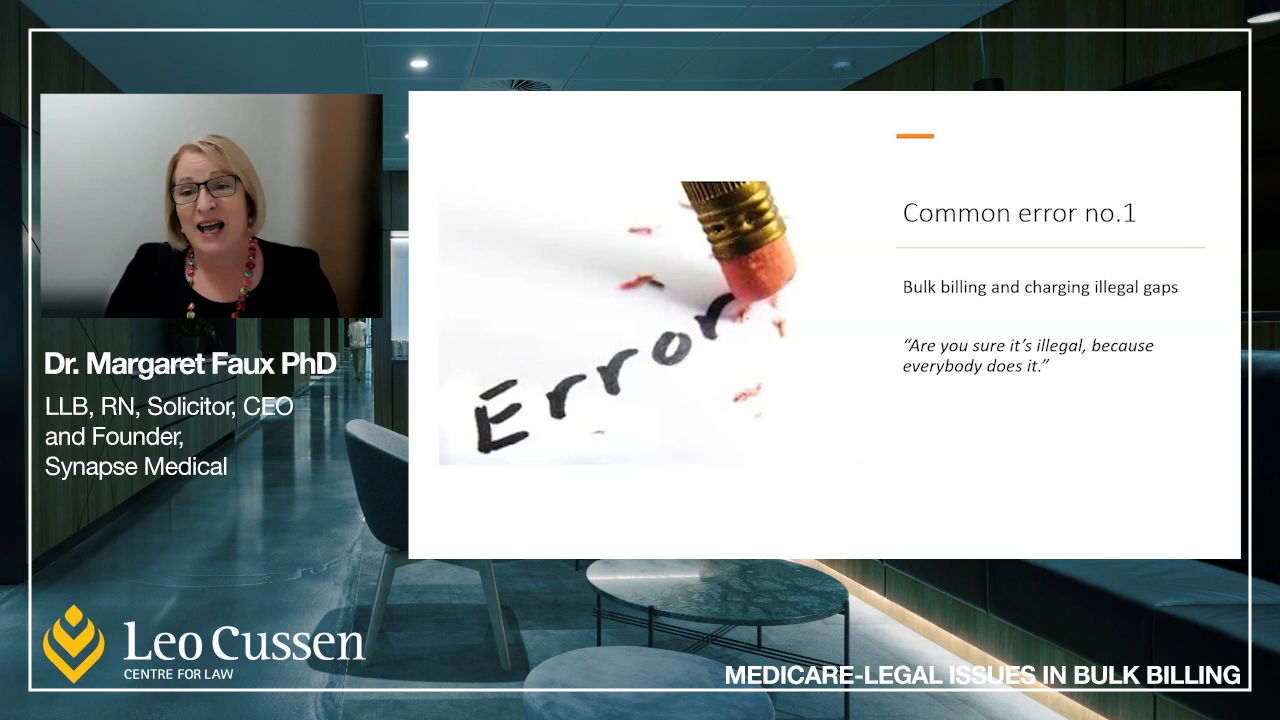 Dr. Margaret Faux PhD
LLB, RN, Solicitor, CEO
and Founder,
Synapse Medical
Error
Common error no.1
Bulk billing and charging illegal gaps
“Are you sure it’s illegal, because
everybody does it.”
Leo Cussen
CENTRE FOR LAW
MEDICARE-LEGAL ISSUES IN BULK BILLING